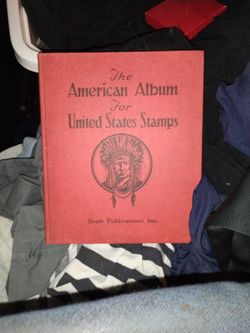 The
American Album
For
United States Stamps
Scott Publications Inc.